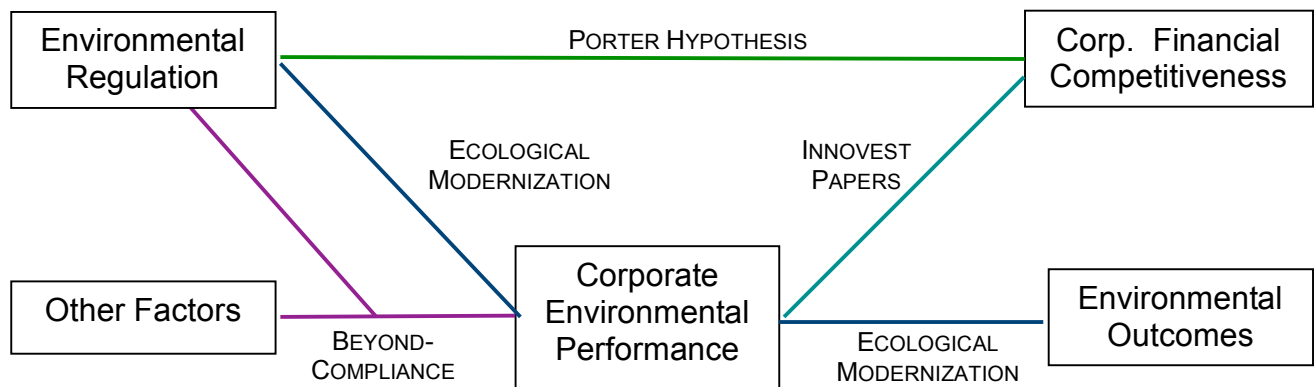 Environmental
Regulation
PORTER HYPOTHESIS
Corp. Financial
Competitiveness
ECOLOGICAL
MODERNIZATION
INNOVEST
PAPERS
Other Factors
BEYOND-
COMPLIANCE
Corporate
Environmental
Performance
ECOLOGICAL
MODERNIZATION
Environmental
Outcomes